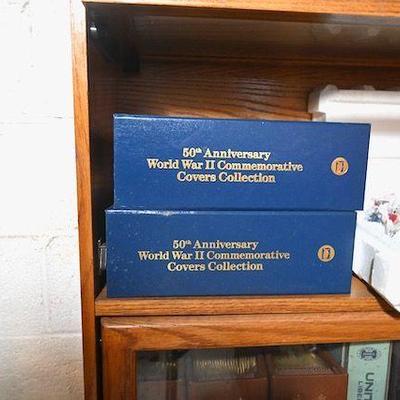 50th Anniversary
World War II Commemorative
Covers Collection
50th Anniversary
World War II Commemorative
Covers Collection